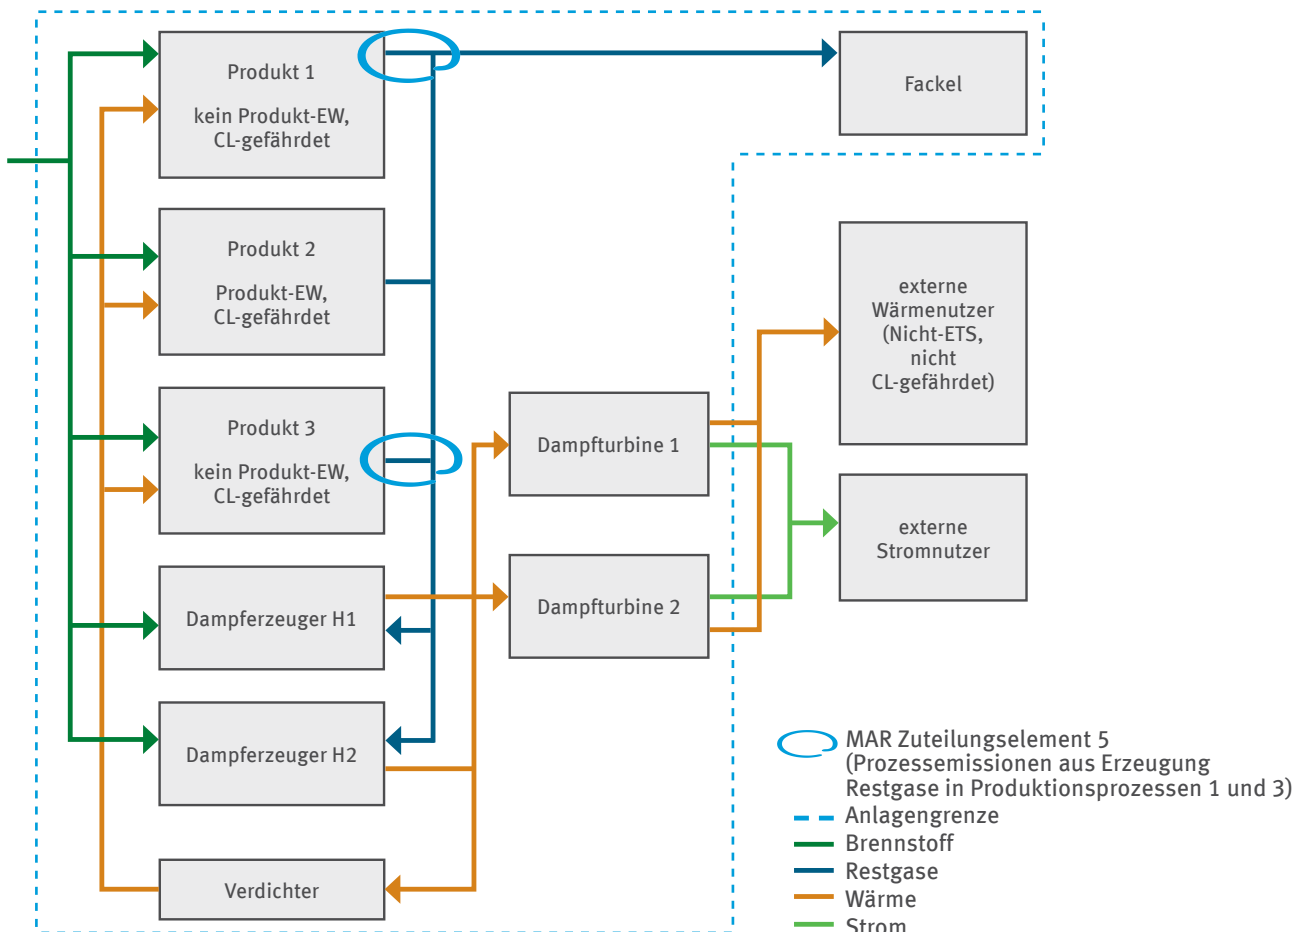 Produkt 1
kein Produkt-EW,
CL-gefährdet
Fackel
Produkt 2
Produkt-EW,
CL-gefährdet
externe
Wärmenutzer
(Nicht-ETS,
nicht
CL-gefährdet)
Produkt 3
kein Produkt-EW,
CL-gefährdet
Dampfturbine 1
externe
Stromnutzer
Dampferzeuger H1
Dampfturbine 2
Dampferzeuger H2
Verdichter
MAR Zuteilungselement 5
(Prozessemissionen aus Erzeugung
Restgase in Produktionsprozessen 1 und 3)
Anlagengrenze
Brennstoff
Restgase
Wärme
Strom